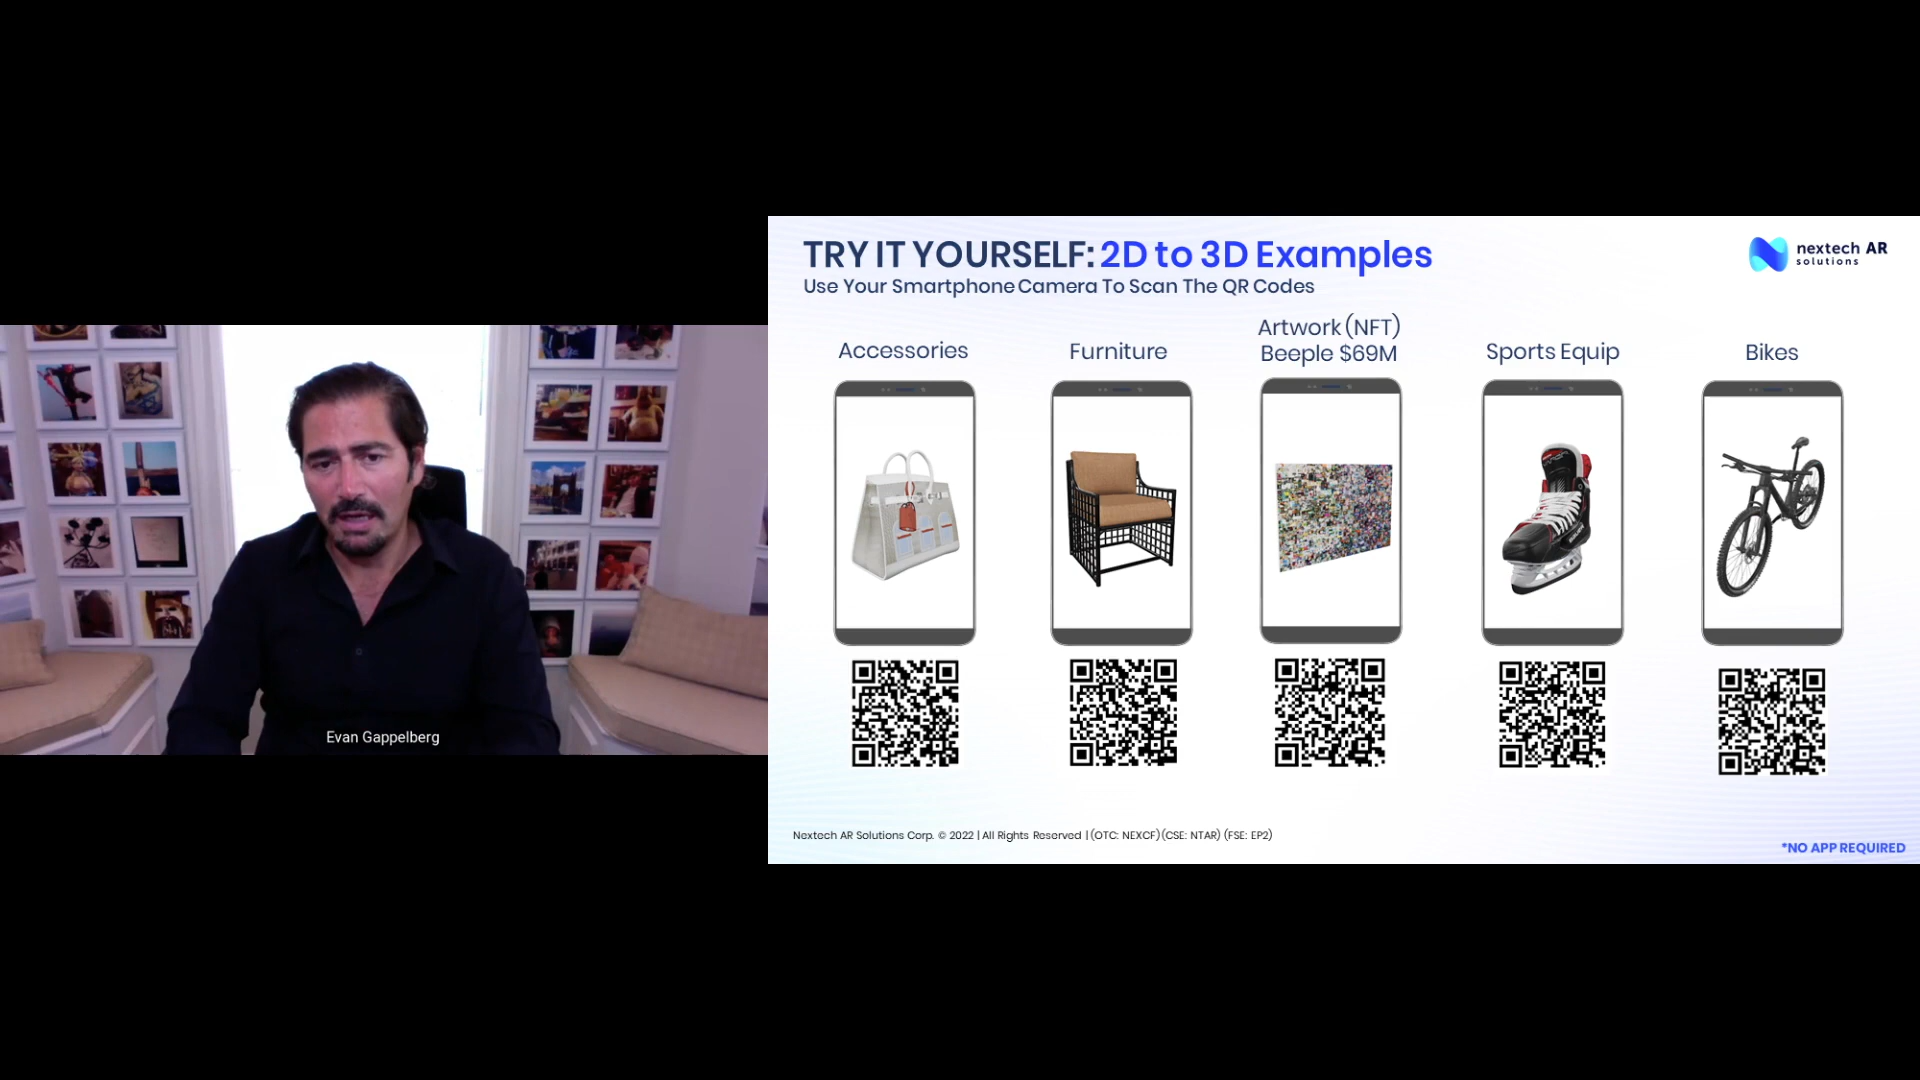 TRY IT YOURSELF: 2D to 3D Examples
Use Your Smartphone Camera To Scan The QR Codes
nextech AR
solutions
Accessories
Furniture
Artwork (NFT)
Beeple $69M
Sports Equip
Bikes
Evan Gappelberg
Nextech AR Solutions Corp. © 2022 | All Rights Reserved | (OTC: NEXCF) (CSE: NTAR) (FSE: EP2)
*NO APP REQUIRED